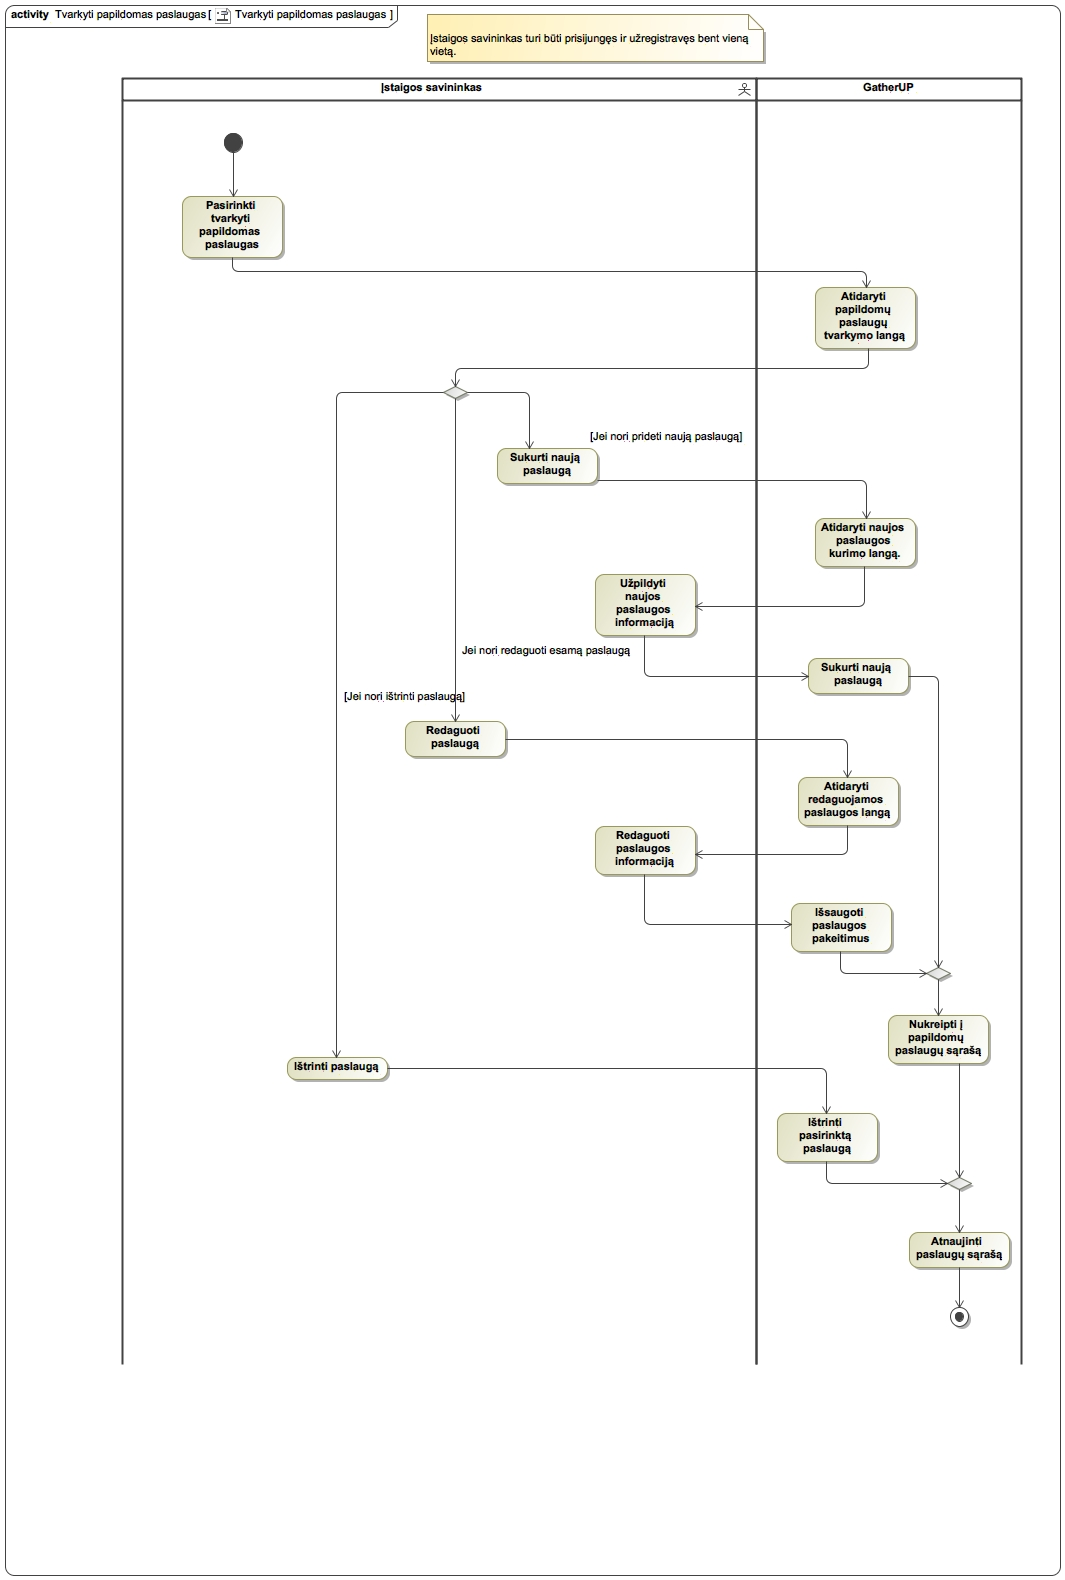 activity Tvarkyti papildomas paslaugas [ Tvarkyti papildomas paslaugas ]
Įstaigos savininkas turi būti prisijungęs ir užregistravęs bent vieną
vietą.
Įstaigos savininkas
GatherUP
Pasirinkti
tvarkyti
papildomas
paslaugas
Atidaryti
papildomų
paslaugų
tvarkymo langą
[Jei nori prideti naują paslaugą]
Sukurti naują
paslaugą
Atidaryti naujos
paslaugos
kurimo langą.
Užpildyti
naujos
paslaugos
informaciją
Jei nori redaguoti esamą paslaugą
Sukurti naują
paslaugą
[Jei nori ištrinti paslaugą]
Redaguoti
paslaugą
Atidaryti
redaguojamos
paslaugos langą
Redaguoti
paslaugos
informaciją
Išsaugoti
paslaugos
pakeitimus
Nukreipti į
papildomų
paslaugų sąrašą
Ištrinti paslaugą
Ištrinti
pasirinktą
paslaugą
Atnaujinti
paslaugų sąrašą